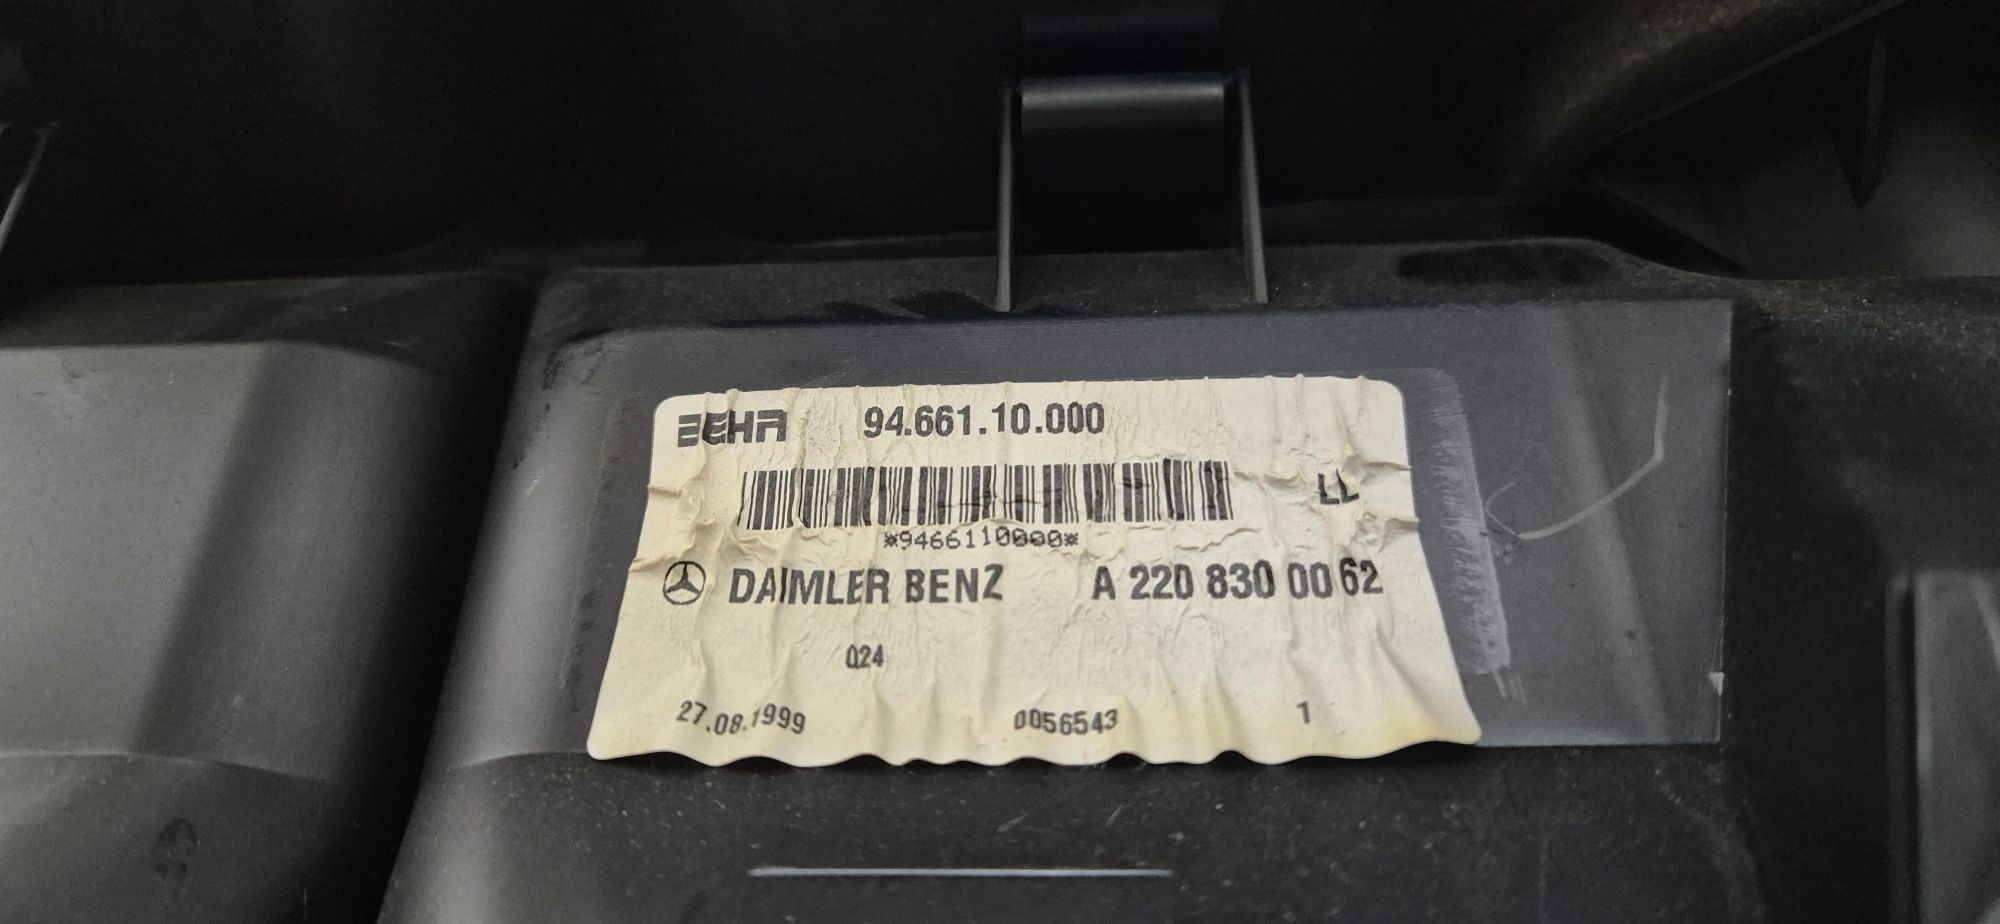 BEHR 94.661.10.000
LL
*9466110000*
DAIMLER BENZ A 220 830 00 62
024
27.08.1999 0056543 1